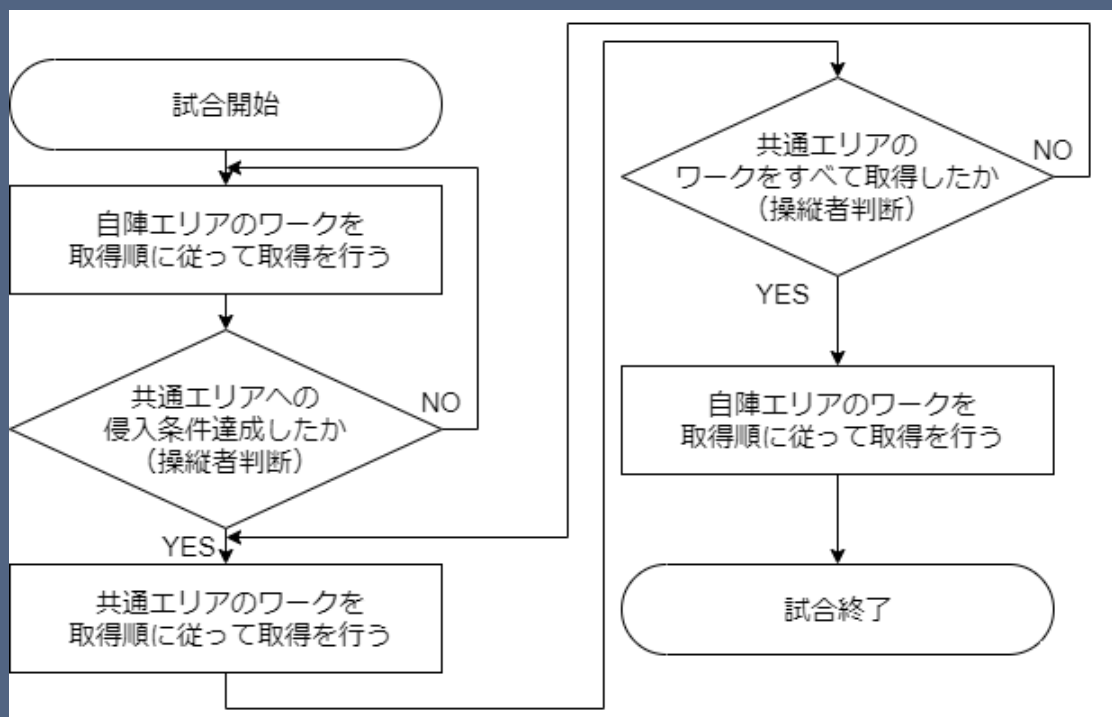 試合開始
自陣エリアのワークを
取得順に従って取得を行う
共通エリアへの
侵入条件達成したか
（操縦者判断）
NO
YES
共通エリアのワークを
取得順に従って取得を行う
共通エリアの
ワークをすべて取得したか
（操縦者判断）
NO
YES
自陣エリアのワークを
取得順に従って取得を行う
試合終了